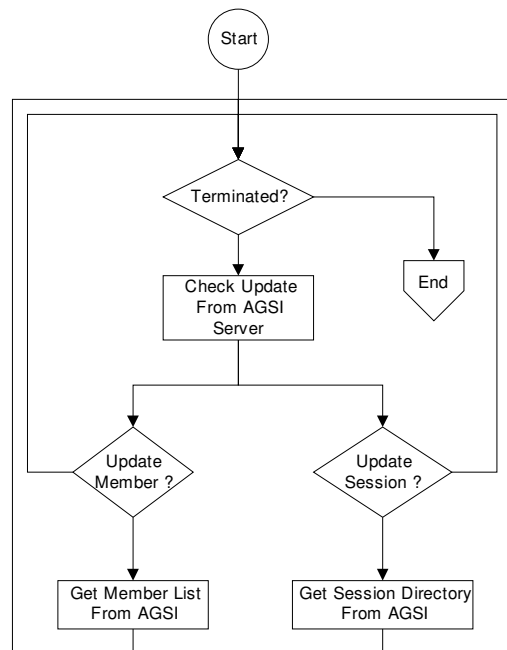 Start
Terminated?
End
Check Update
From AGSI
Server
Update
Member ?
Update
Session ?
Get Member List
From AGSI
Get Session Directory
From AGSI